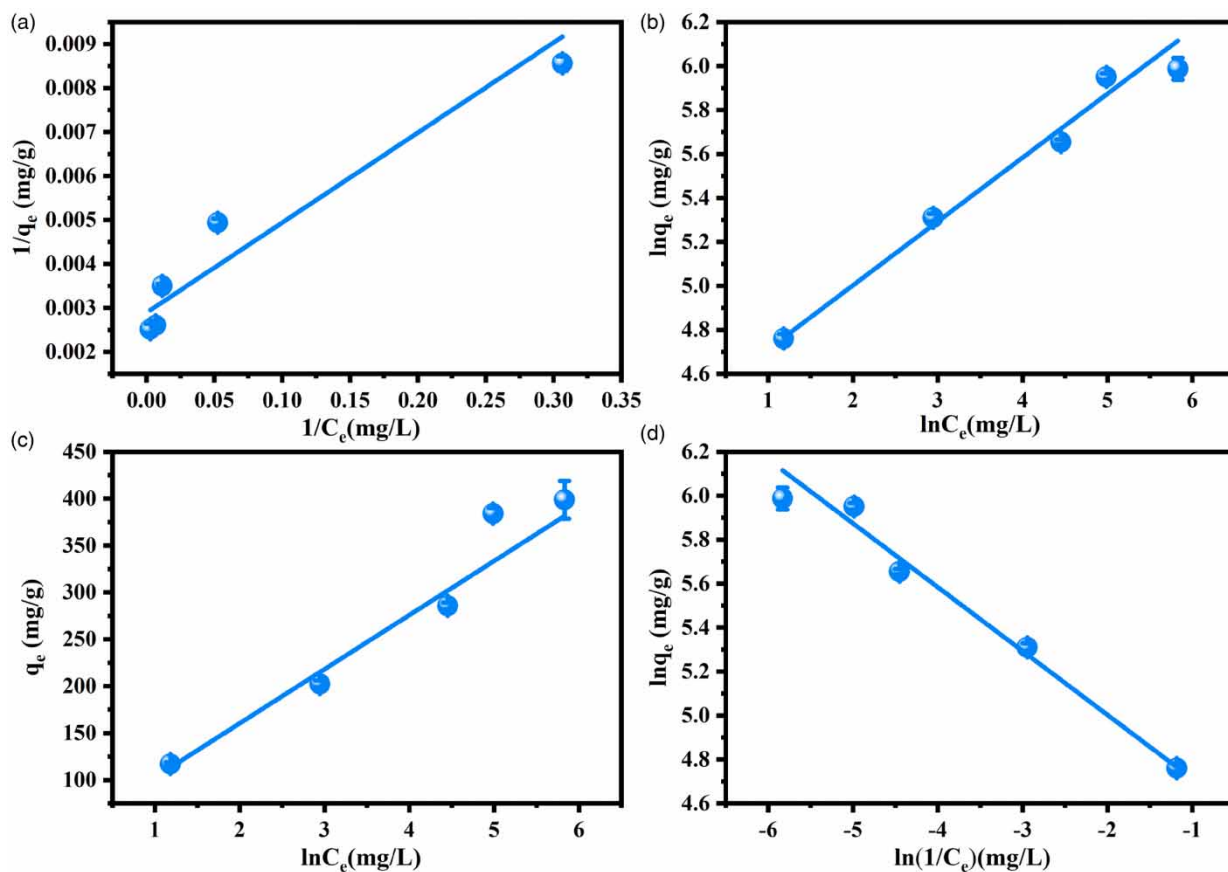 (a)
0.009
0.008
0.007
0.006
0.005
0.004
0.003
0.002
1/qe (mg/g)
0.00 0.05 0.10 0.15 0.20 0.25 0.30 0.35
1/Ce(mg/L)
(b)
6.2
6.0
5.8
5.6
5.4
5.2
5.0
4.8
4.6
lnqe (mg/g)
1 2 3 4 5 6
lnCe(mg/L)
(c)
450
400
350
300
250
200
150
100
qe (mg/g)
1 2 3 4 5 6
lnCe(mg/L)
(d)
6.2
6.0
5.8
5.6
5.4
5.2
5.0
4.8
4.6
lnqe (mg/g)
-6 -5 -4 -3 -2 -1
ln(1/Ce)(mg/L)